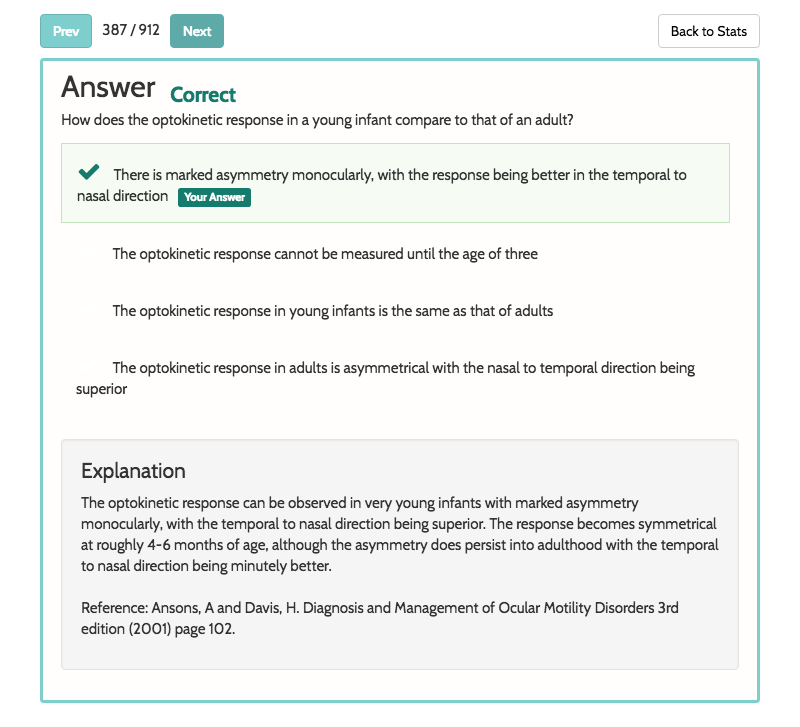 Prev 387 / 912 Next Back to Stats
Answer Correct
How does the optokinetic response in a young infant compare to that of an adult?
There is marked asymmetry monocularly, with the response being better in the temporal to
nasal direction Your Answer
The optokinetic response cannot be measured until the age of three
The optokinetic response in young infants is the same as that of adults
The optokinetic response in adults is asymmetrical with the nasal to temporal direction being
superior
Explanation
The optokinetic response can be observed in very young infants with marked asymmetry
monocularly, with the temporal to nasal direction being superior. The response becomes symmetrical
at roughly 4-6 months of age, although the asymmetry does persist into adulthood with the temporal
to nasal direction being minutely better.
Reference: Ansons, A and Davis, H. Diagnosis and Management of Ocular Motility Disorders 3rd
edition (2001) page 102.